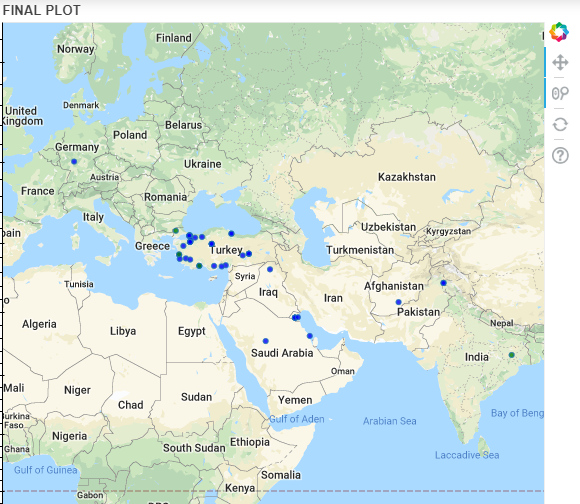 FINAL PLOT
Finland
Norway
United
Kingdom
Denmark
Belarus
Poland
Germany
Ukraine
Austria
France
Kazakhstan
Romania
Italy
Uzbekistan
Kyrgyzstan
Greece
Turkey
Turkmenistan
Syria
Tunisia
Afghanistan
Iraq
Iran
Pakistan
Algeria
Libya
Egypt
Nepal
Saudi Arabia
India
Oman
Mali
Niger
Sudan
Chad
Yemen
Burkina
Faso
Gulf of Aden
Arabian Sea
Bay of Beng
Nigeria
Ethiopia
Ghana
South Sudan
Laccadive Sea
Gulf of Guinea
Somalia
Kenya
Gabon